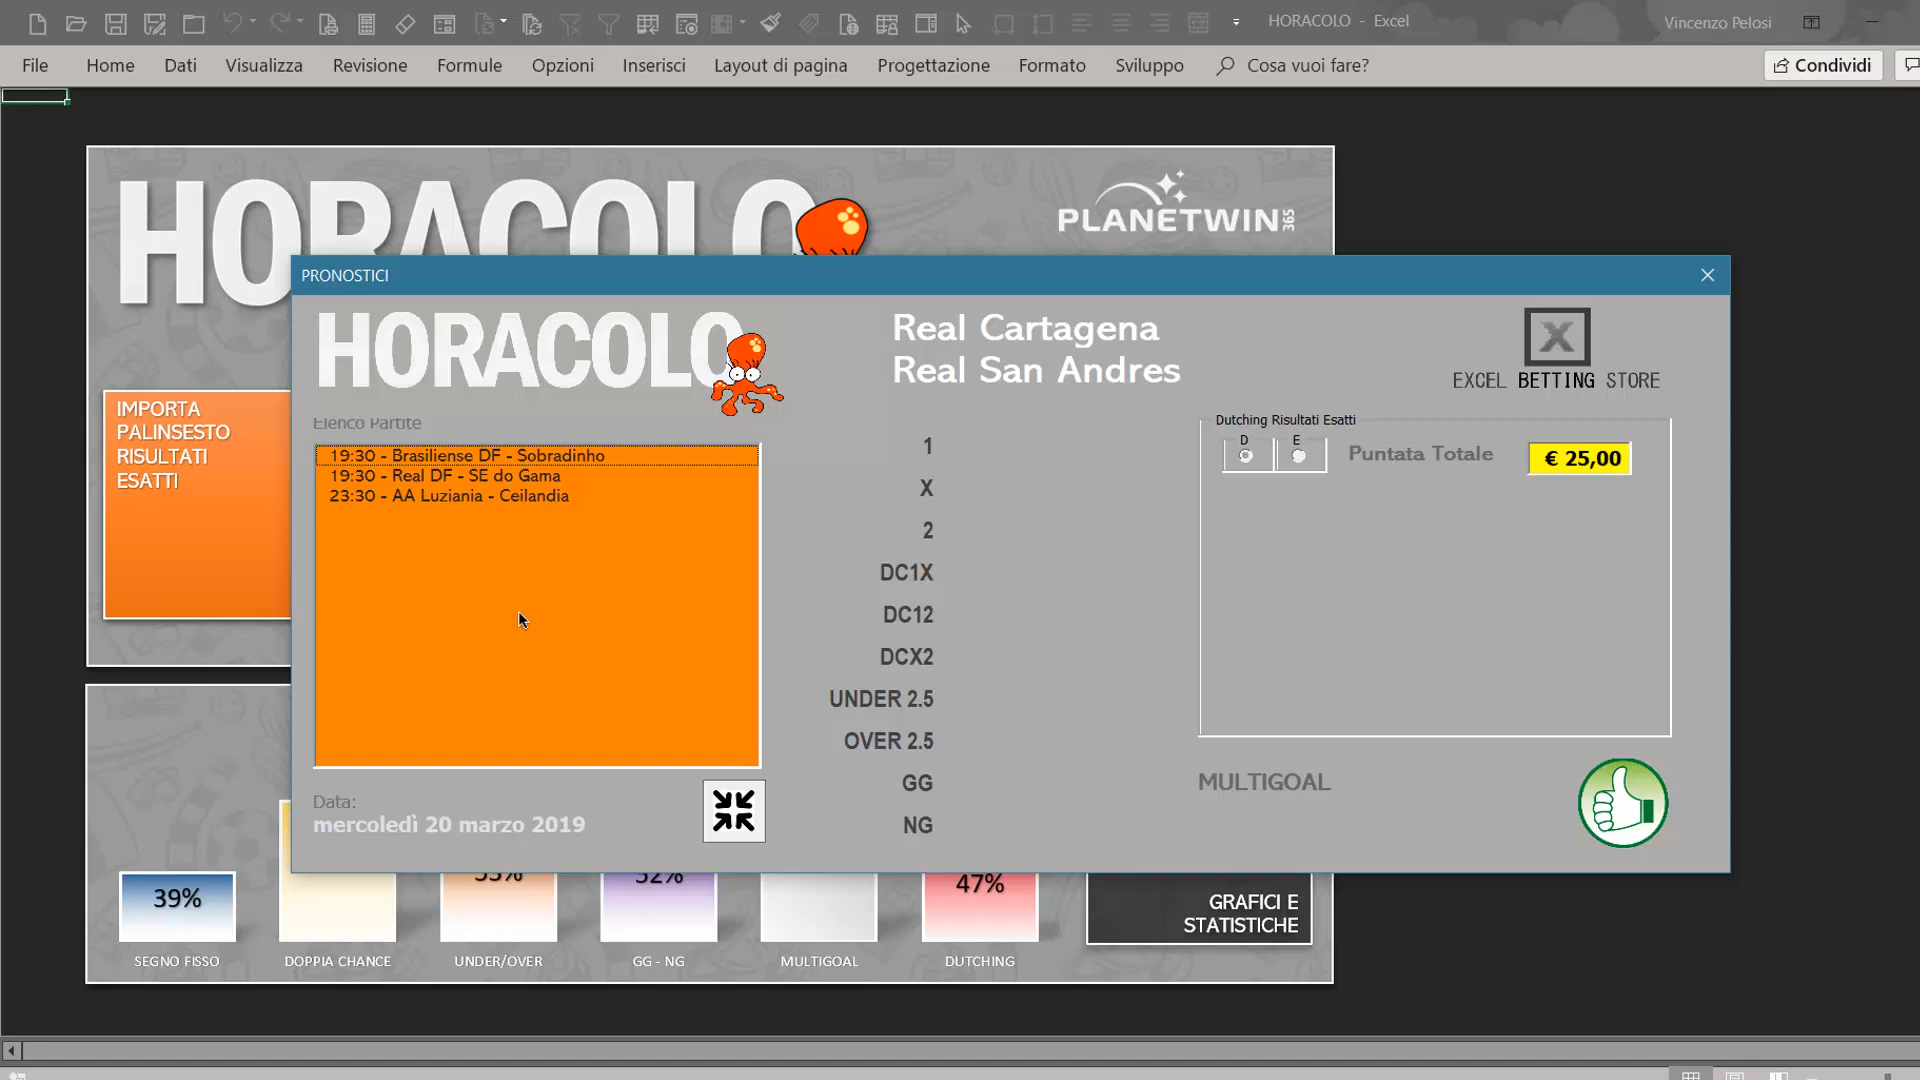 HORACOLO - Excel
Vincenzo Pelosi
File Home Dati Visualizza Revisione Formule Opzioni Inserisci Layout di pagina Progettazione Formato Sviluppo Cosa vuoi fare? Condividi
HORACOLO
PLANETWIN365
IMPORTA
PALINSESTO
RISULTATI
ESATTI
PRONOSTICI
HORACOLO
Real Cartagena
Real San Andres
X
EXCEL BETTING STORE
Elenco Partite
19:30 - Brasiliense DF - Sobradinho
19:30 - Real DF - SE do Gama
23:30 - AA Luziania - Ceilandia
Data:
mercoledì 20 marzo 2019
1
X
2
DC1X
DC12
DCX2
UNDER 2.5
OVER 2.5
GG
NG
Dutching Risultati Esatti
D E
Puntata Totale
€ 25,00
MULTIGOAL
39%
52%
47%
SEGNO FISSO
DOPPIA CHANCE
UNDER/OVER
GG - NG
MULTIGOAL
DUTCHING
GRAFICI E
STATISTICHE